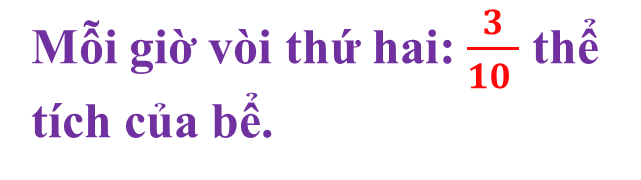 Mỗi giờ vòi thứ hai: 3/10 thể
tích của bể.